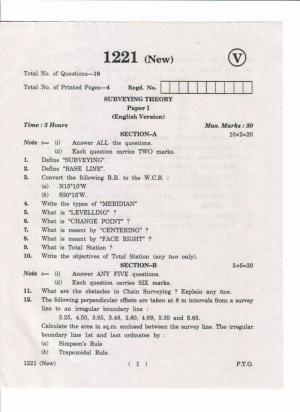 1221 (New)
V
Total No. of Questions—18
Total No. of Printed Pages—4 Regd. No.
SURVEYING THEORY
Paper I
(English Version)
Time : 3 Hours Max. Marks : 50
SECTION–A 10×2=20
Note :— (i) Answer ALL the questions.
(ii) Each question carries TWO marks.
1. Define "SURVEYING".
2. Define "BASE LINE".
3. Convert the following R.B. to the W.C.B. :
(a) N15°10'W
(b) S30°15'W.
4. Write the types of "MERIDIAN"
5. What is "LEVELLING" ?
6. What is "CHANGE POINT" ?
7. What is meant by "CENTERING" ?
8. What is meant by "FACE RIGHT" ?
9. What is Total Station ?
10. Write the objectives of Total Station (any two only).
SECTION–B 5×6=30
Note :— (i) Answer ANY FIVE questions.
(ii) Each question carries SIX marks.
11. What are the obstacles in Chain Surveying ? Explain any two.
12. The following perpendicular offsets are taken at 8 m intervals from a survey
line to an irregular boundary line :
5.25, 4.50, 3.95, 3.48, 3.80, 4.69, 5.30 and 5.65.
Calculate the area in sq.m. enclosed between the survey line. The irregular
boundary line 1st and last ordinates by :
(a) Simpson's Rule
(b) Trapezoidal Rule.
1221 (New) ( 1 ) P.T.O.